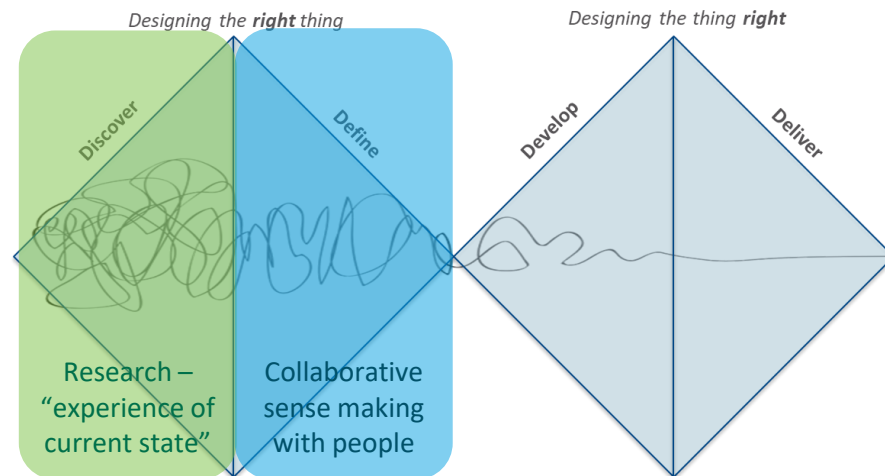 Designing the right thing
Designing the thing right
Discover
Define
Develop
Deliver
Research –
“experience of
current state”
Collaborative
sense making
with people